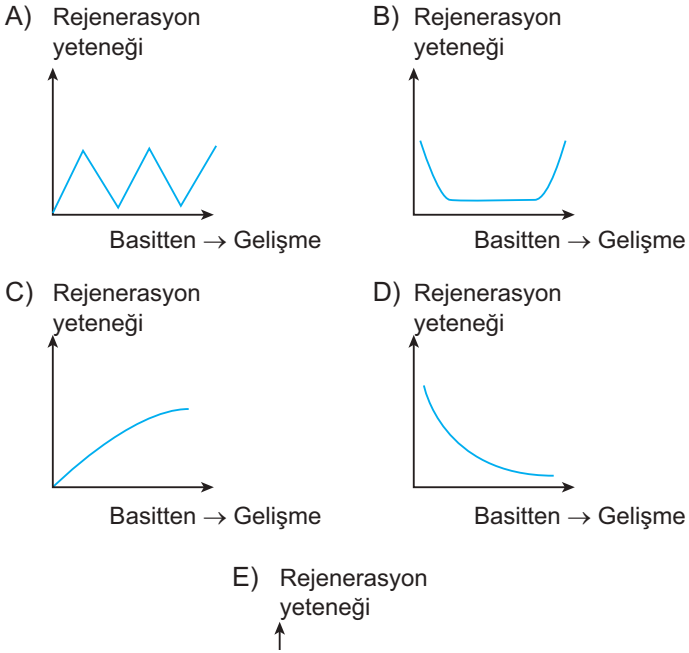 A) Rejenerasyon
yeteneği
Basitten → Gelişme
B) Rejenerasyon
yeteneği
Basitten → Gelişme
C) Rejenerasyon
yeteneği
Basitten → Gelişme
D) Rejenerasyon
yeteneği
Basitten → Gelişme
E) Rejenerasyon
yeteneği